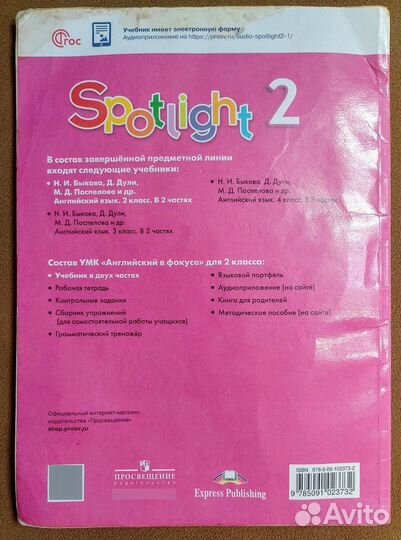 ФГОС
Учебник имеет электронную форму
Аудиоприложение на https://prosv.ru/audio-spotlight2-1/
Spotlight 2
В состав завершённой предметной линии
входят следующие учебники:
• Н. И. Быкова, Д. Дули,
М. Д. Поспелова и др.
Английский язык. 2 класс. В 2 частях
• Н. И. Быкова, Д. Дули,
М. Д. Поспелова и др.
Английский язык. 3 класс. В 2 частях
• Н. И. Быкова, Д. Дули,
М. Д. Поспелова и др.
Английский язык. 4 класс. В 2 частях
Состав УМК «Английский в фокусе» для 2 класса:
• Учебник в двух частях
• Рабочая тетрадь
• Контрольные задания
• Сборник упражнений
(для самостоятельной работы учащихся)
• Грамматический тренажёр
• Языковой портфель
• Аудиоприложение (на сайте)
• Книга для родителей
• Методическое пособие (на сайте)
Официальный интернет-магазин
издательства «Просвещение»
shop.prosv.ru
ПРОСВЕЩЕНИЕ
ИЗДАТЕЛЬСТВО
Express Publishing
ISBN 978-5-09-102373-2
9 785091 023732
Avito